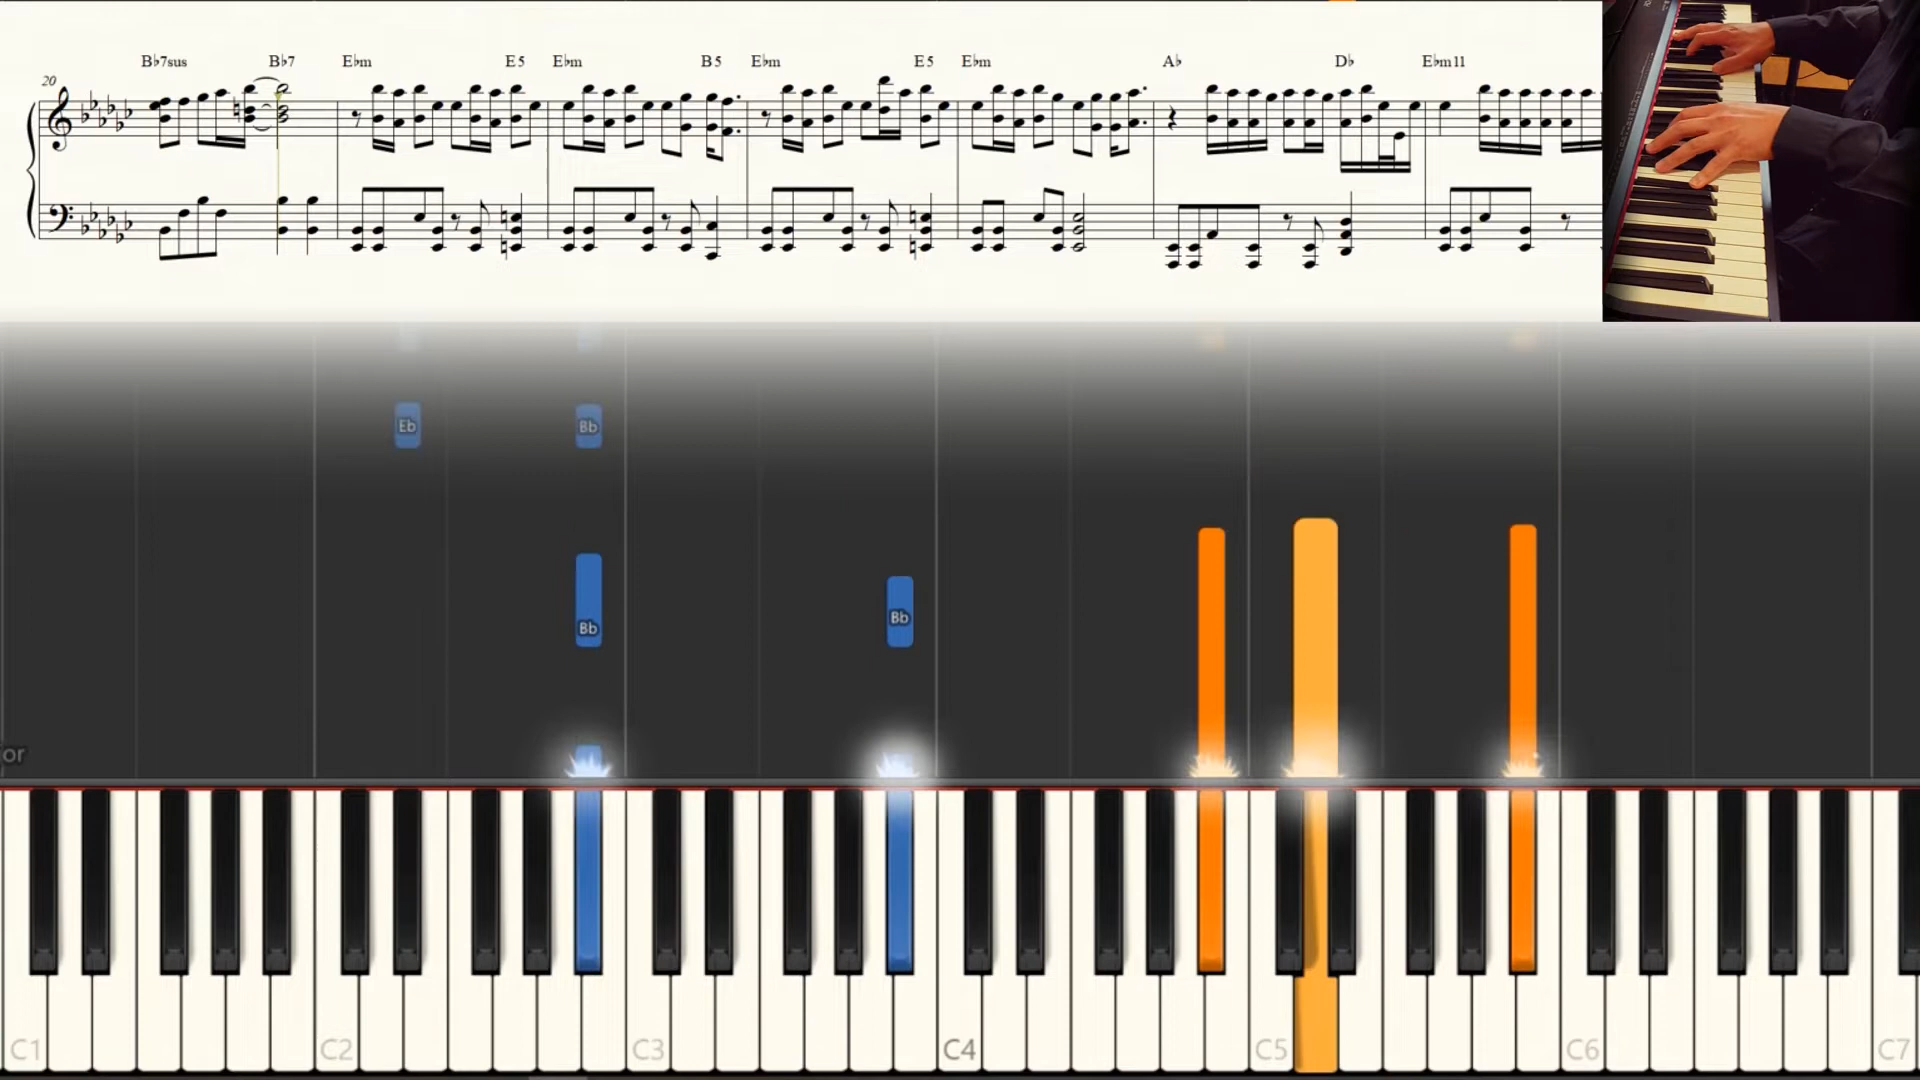 B♭7sus B♭7 E♭m E5 E♭m B5 E♭m E5 E♭m A♭ D♭ E♭m11
20
Eb Bb
Bb Bb
or
C1 C2 C3 C4 C5 C6 C7